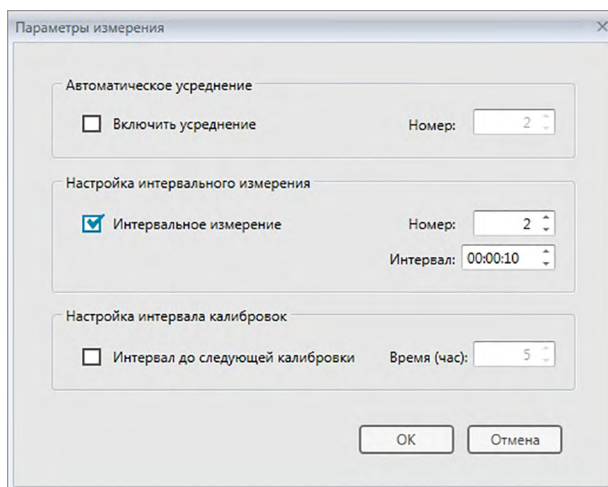 Параметры измерения
Автоматическое усреднение
Включить усреднение Номер: 2
Настройка интервального измерения
Интервальное измерение Номер: 2
Интервал: 00:00:10
Настройка интервала калибровок
Интервал до следующей калибровки Время (час): 5
OK Отмена